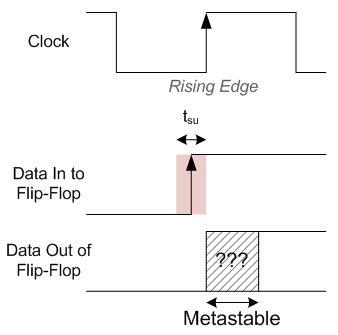 Clock
Rising Edge
tsu
Data In to
Flip-Flop
Data Out of
Flip-Flop
???
Metastable